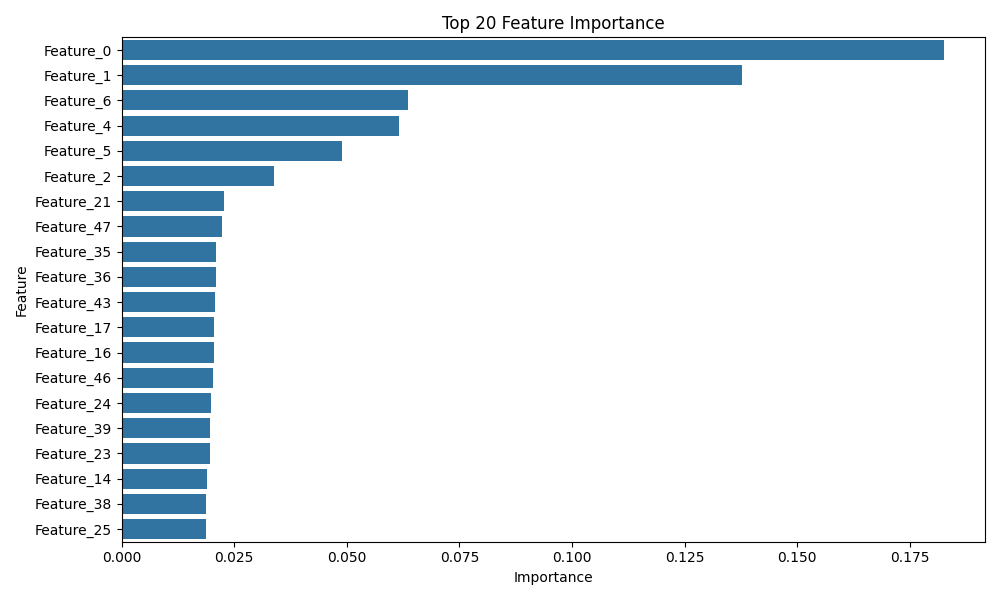 Top 20 Feature Importance
Feature_0
Feature_1
Feature_6
Feature_4
Feature_5
Feature_2
Feature_21
Feature_47
Feature_35
Feature_36
Feature_43
Feature_17
Feature_16
Feature_46
Feature_24
Feature_39
Feature_23
Feature_14
Feature_38
Feature_25
Feature
0.000 0.025 0.050 0.075 0.100 0.125 0.150 0.175
Importance